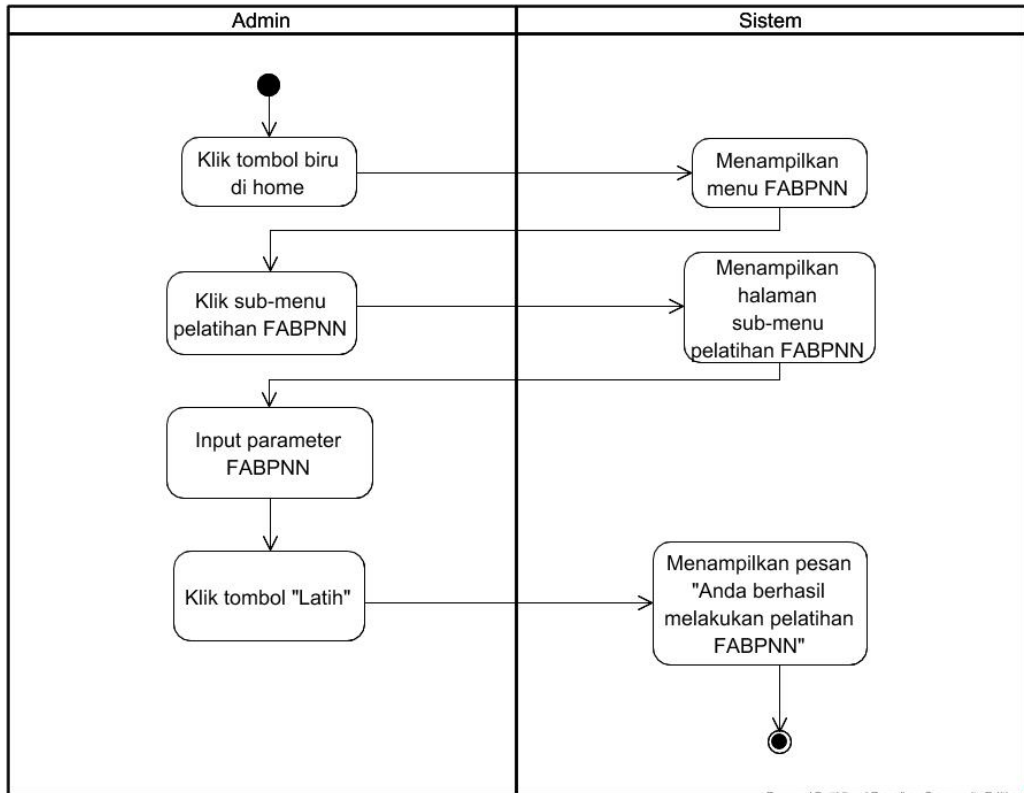 Admin
Sistem
Klik tombol biru
di home
Menampilkan
menu FABPNN
Klik sub-menu
pelatihan FABPNN
Menampilkan
halaman
sub-menu
pelatihan FABPNN
Input parameter
FABPNN
Klik tombol "Latih"
Menampilkan pesan
"Anda berhasil
melakukan pelatihan
FABPNN"